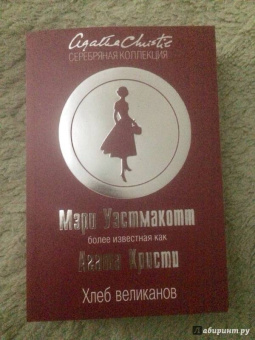 Agatha Christie
СЕРЕБРЯНАЯ КОЛЛЕКЦИЯ
Мэри Уэстмакотт
более известная как
Агата Кристи
Хлеб великанов
Лабиринт.ру